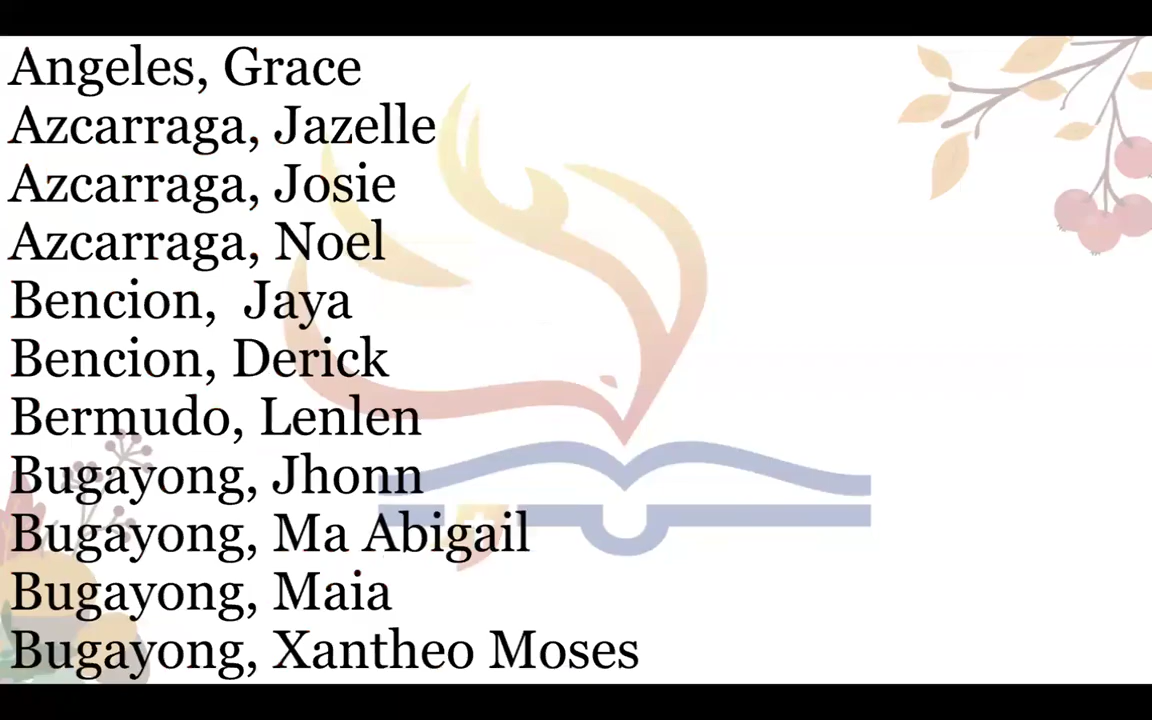 Angeles, Grace
Azcarraga, Jazelle
Azcarraga, Josie
Azcarraga, Noel
Bencion,  Jaya
Bencion, Derick
Bermudo, Lenlen
Bugayong, Jhonn
Bugayong, Ma Abigail
Bugayong, Maia
Bugayong, Xantheo Moses